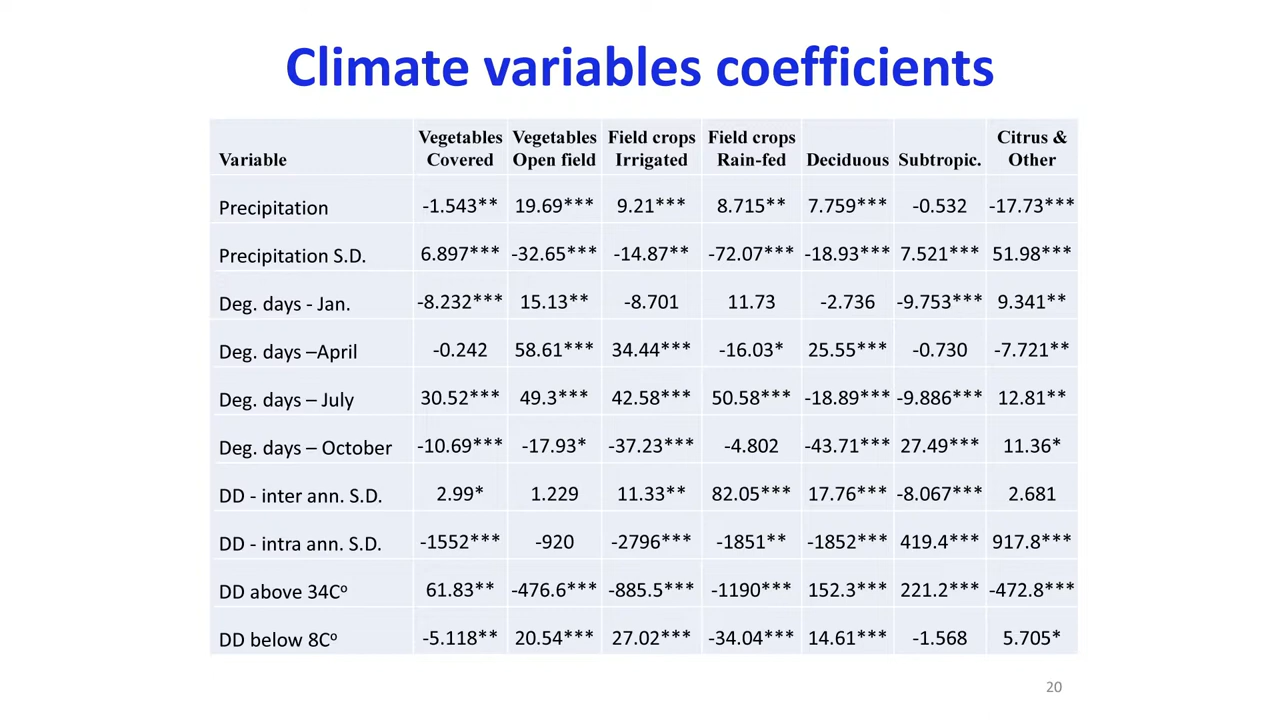 Climate variables coefficients
Variable Vegetables Covered Vegetables Open field Field crops Irrigated Field crops Rain-fed Deciduous Subtropic. Citrus & Other
Precipitation -1.543** 19.69*** 9.21*** 8.715** 7.759*** -0.532 -17.73***
Precipitation S.D. 6.897*** -32.65*** -14.87** -72.07*** -18.93*** 7.521*** 51.98***
Deg. days - Jan. -8.232*** 15.13** -8.701 11.73 -2.736 -9.753*** 9.341**
Deg. days –April -0.242 58.61*** 34.44*** -16.03* 25.55*** -0.730 -7.721**
Deg. days – July 30.52*** 49.3*** 42.58*** 50.58*** -18.89*** -9.886*** 12.81**
Deg. days – October -10.69*** -17.93* -37.23*** -4.802 -43.71*** 27.49*** 11.36*
DD - inter ann. S.D. 2.99* 1.229 11.33** 82.05*** 17.76*** -8.067*** 2.681
DD - intra ann. S.D. -1552*** -920 -2796*** -1851** -1852*** 419.4*** 917.8***
DD above 34Cº 61.83** -476.6*** -885.5*** -1190*** 152.3*** 221.2*** -472.8***
DD below 8Cº -5.118** 20.54*** 27.02*** -34.04*** 14.61*** -1.568 5.705*
20